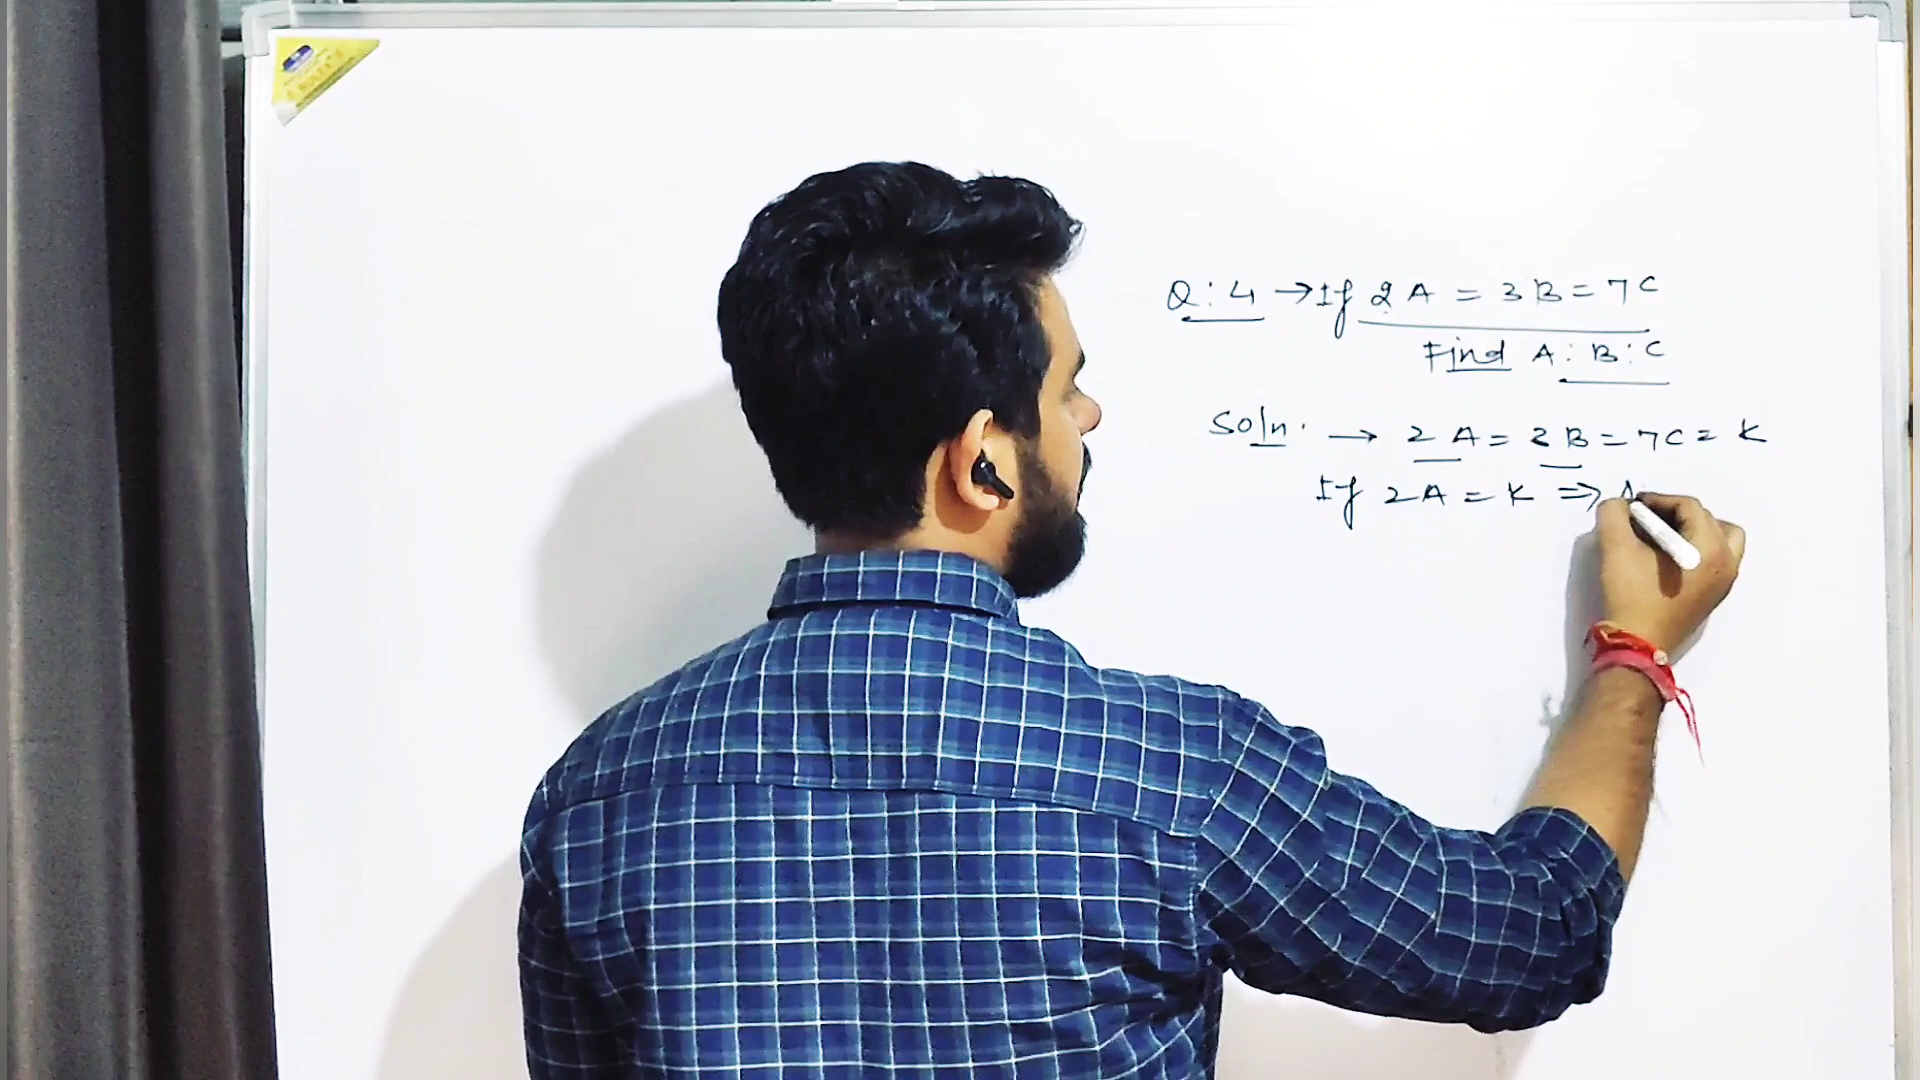 Q: 4 → If 2A = 3B = 7C
Find A : B : C
Soln. → 2A = 3B = 7C = K
If 2A = K ⇒ A